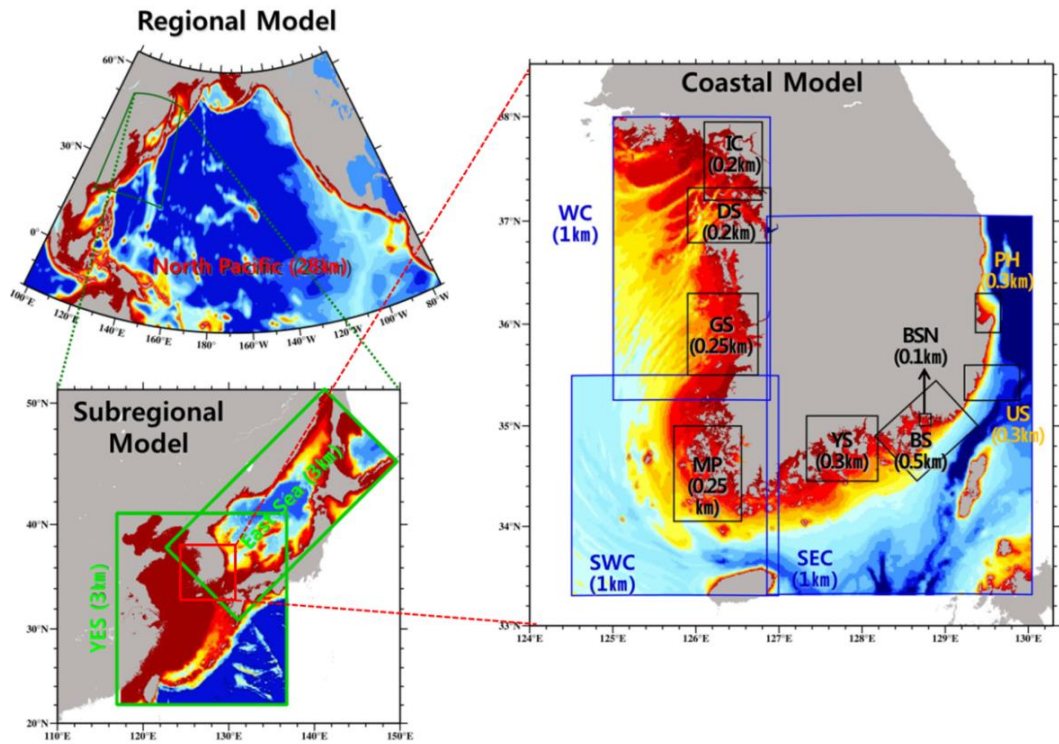 Regional Model
60°N
30°N
0°
100°E
120°E
140°E
160°E
180°
160°W
140°W
120°W
100°W
80°W
North Pacific (28km)
Subregional
Model
50°N
40°N
30°N
20°N
110°E
120°E
130°E
140°E
150°E
East Sea (3km)
YES (3km)
Coastal Model
38°N
37°N
36°N
35°N
34°N
33°N
124°E
125°E
126°E
127°E
128°E
129°E
130°E
WC
(1km)
IC
(0.2km)
DS
(0.2km)
GS
(0.25km)
MP
(0.25
km)
SWC
(1km)
SEC
(1km)
YS
(0.3km)
BS
(0.5km)
BSN
(0.1km)
PH
(0.3km)
US
(0.3km)